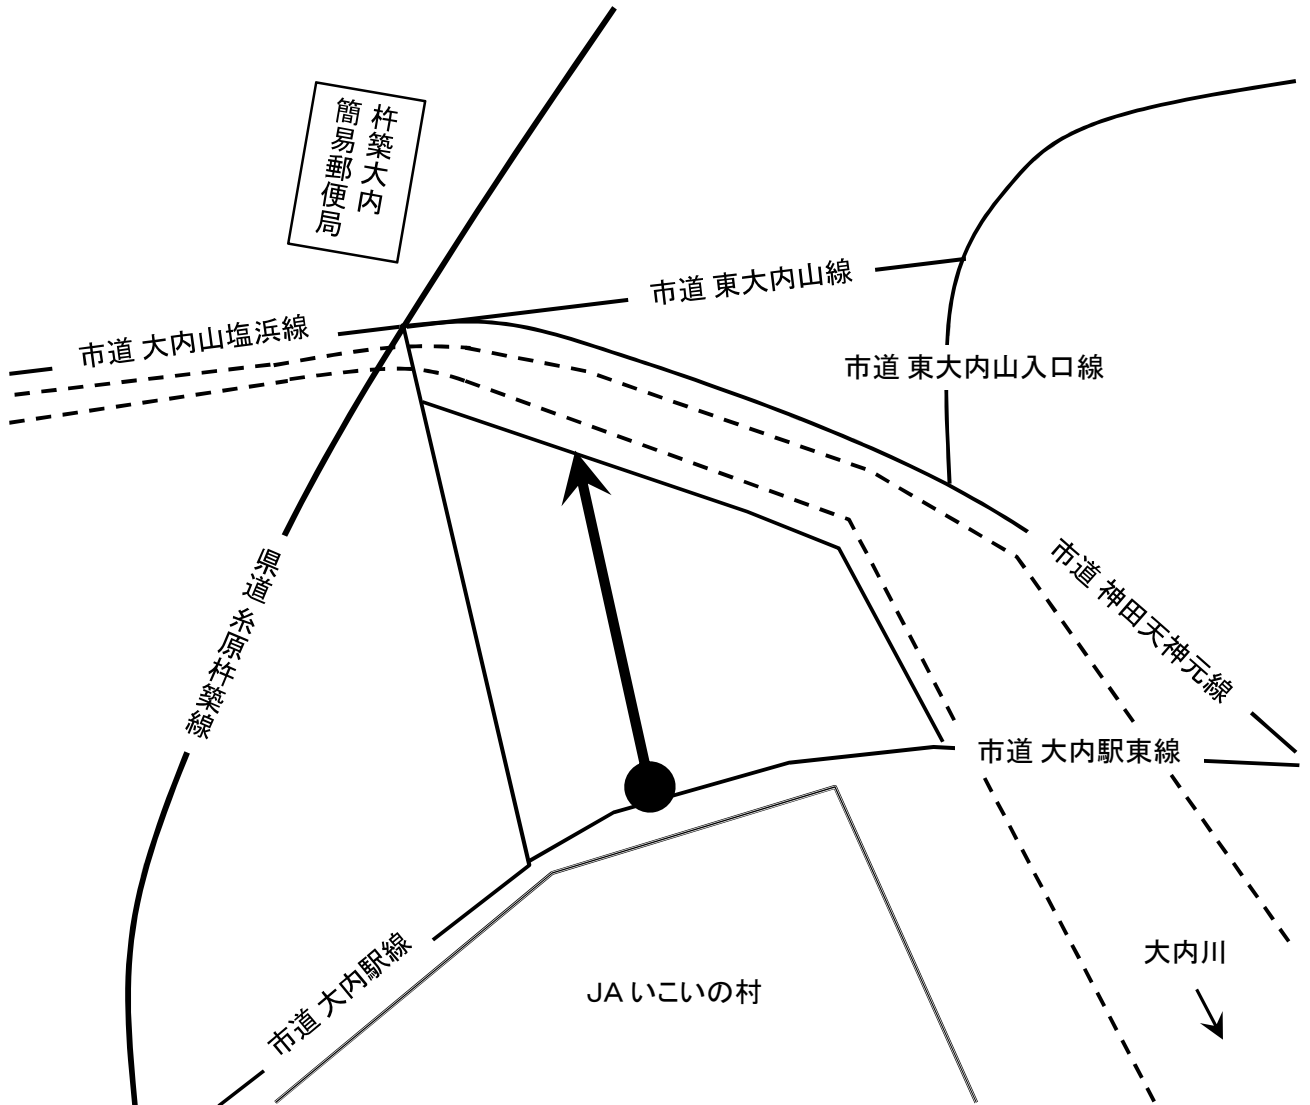 杵築大内
簡易郵便局
市道 東大内山線
市道 大内山塩浜線
市道 東大内山入口線
県道 糸原杵築線
市道 神田天神元線
市道 大内駅東線
市道 大内駅線
大内川
JAいこいの村